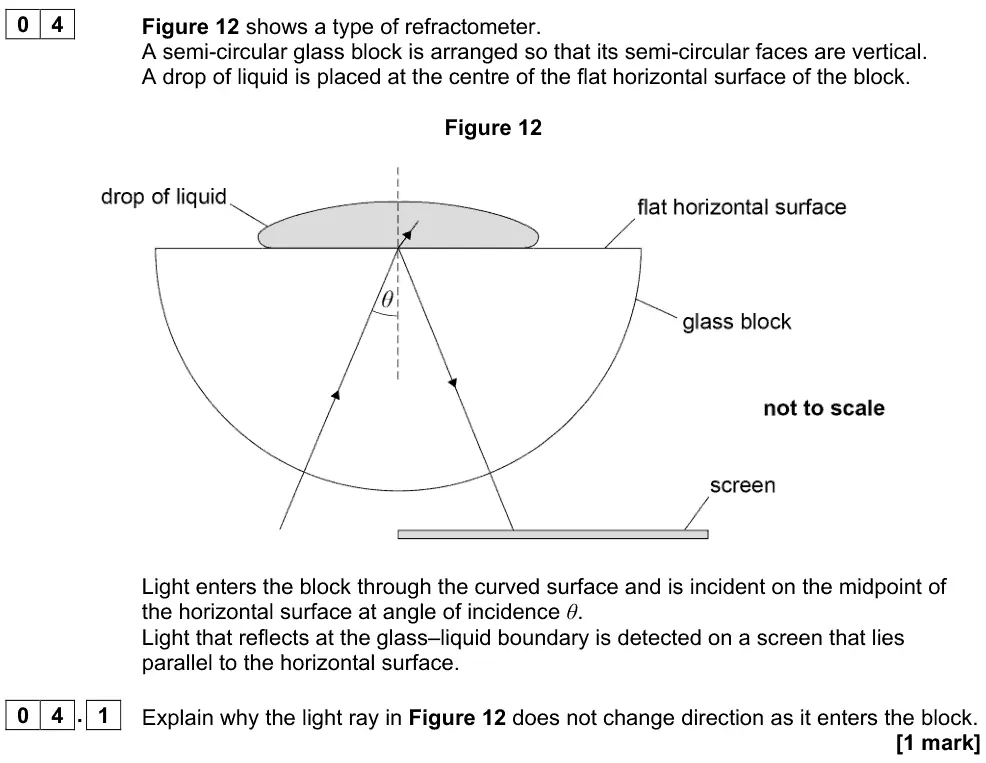 0 4 Figure 12 shows a type of refractometer.
A semi-circular glass block is arranged so that its semi-circular faces are vertical.
A drop of liquid is placed at the centre of the flat horizontal surface of the block.
Figure 12
drop of liquid
flat horizontal surface
θ
glass block
not to scale
screen
Light enters the block through the curved surface and is incident on the midpoint of
the horizontal surface at angle of incidence θ.
Light that reflects at the glass–liquid boundary is detected on a screen that lies
parallel to the horizontal surface.
0 4 . 1 Explain why the light ray in Figure 12 does not change direction as it enters the block.
[1 mark]